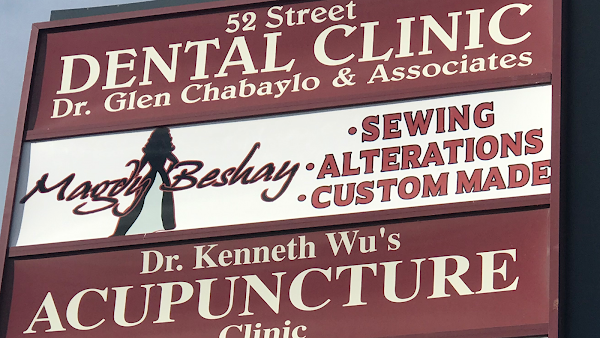 52 Street
DENTAL CLINIC
Dr. Glen Chabaylo & Associates
Magdy Beshay
• SEWING
• ALTERATIONS
• CUSTOM MADE
Dr. Kenneth Wu's
ACUPUNCTURE
Clinic